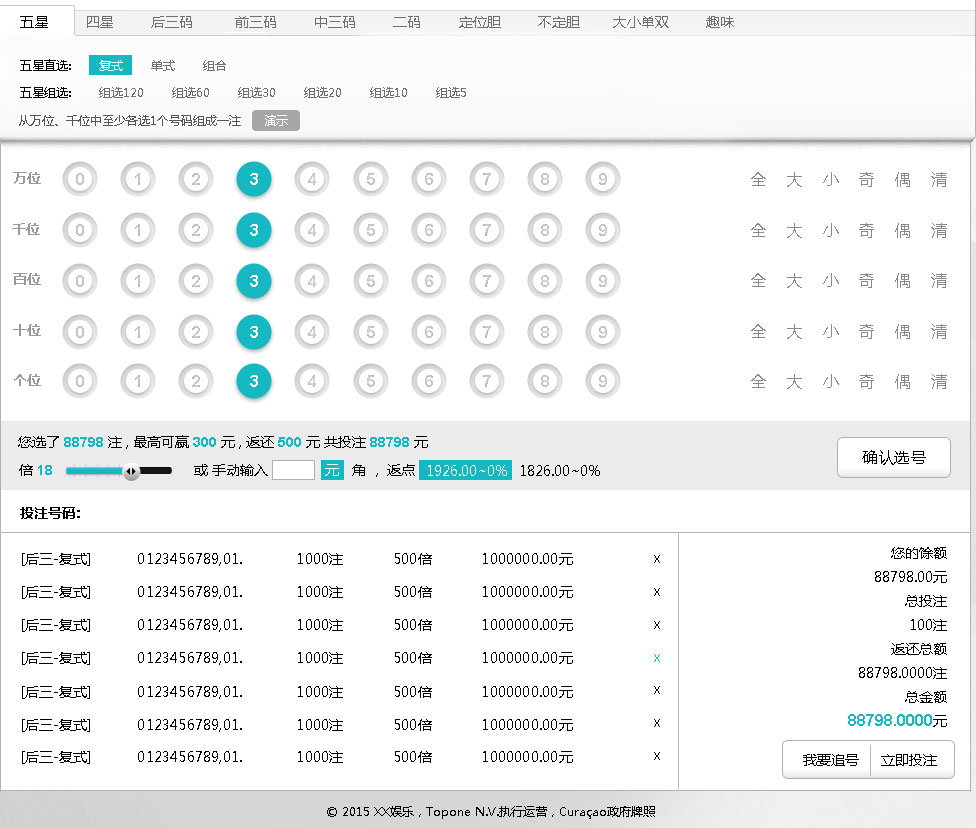 五星 四星 后三码 前三码 中三码 二码 定位胆 不定胆 大小单双 趣味
五星直选: 复式 单式 组合
五星组选: 组选120 组选60 组选30 组选20 组选10 组选5
从万位、千位中至少各选1个号码组成一注 演示
万位 0 1 2 3 4 5 6 7 8 9 全 大 小 奇 偶 清
千位 0 1 2 3 4 5 6 7 8 9 全 大 小 奇 偶 清
百位 0 1 2 3 4 5 6 7 8 9 全 大 小 奇 偶 清
十位 0 1 2 3 4 5 6 7 8 9 全 大 小 奇 偶 清
个位 0 1 2 3 4 5 6 7 8 9 全 大 小 奇 偶 清
您选了 88798 注 , 最高可赢 300 元 , 返还 500 元 共投注 88798 元
倍 18 或 手动输入 元 角 , 返点 1926.00~0% 1826.00~0%
确认选号
投注号码:
[后三-复式] 0123456789,01. 1000注 500倍 1000000.00元 x
[后三-复式] 0123456789,01. 1000注 500倍 1000000.00元 x
[后三-复式] 0123456789,01. 1000注 500倍 1000000.00元 x
[后三-复式] 0123456789,01. 1000注 500倍 1000000.00元 x
[后三-复式] 0123456789,01. 1000注 500倍 1000000.00元 x
[后三-复式] 0123456789,01. 1000注 500倍 1000000.00元 x
[后三-复式] 0123456789,01. 1000注 500倍 1000000.00元 x
您的馀额
88798.00元
总投注
100注
返还总额
88798.0000注
总金额
88798.0000元
我要追号 立即投注
© 2015 XX娱乐 , Topone N.V.执行运营 , Curaçao政府牌照